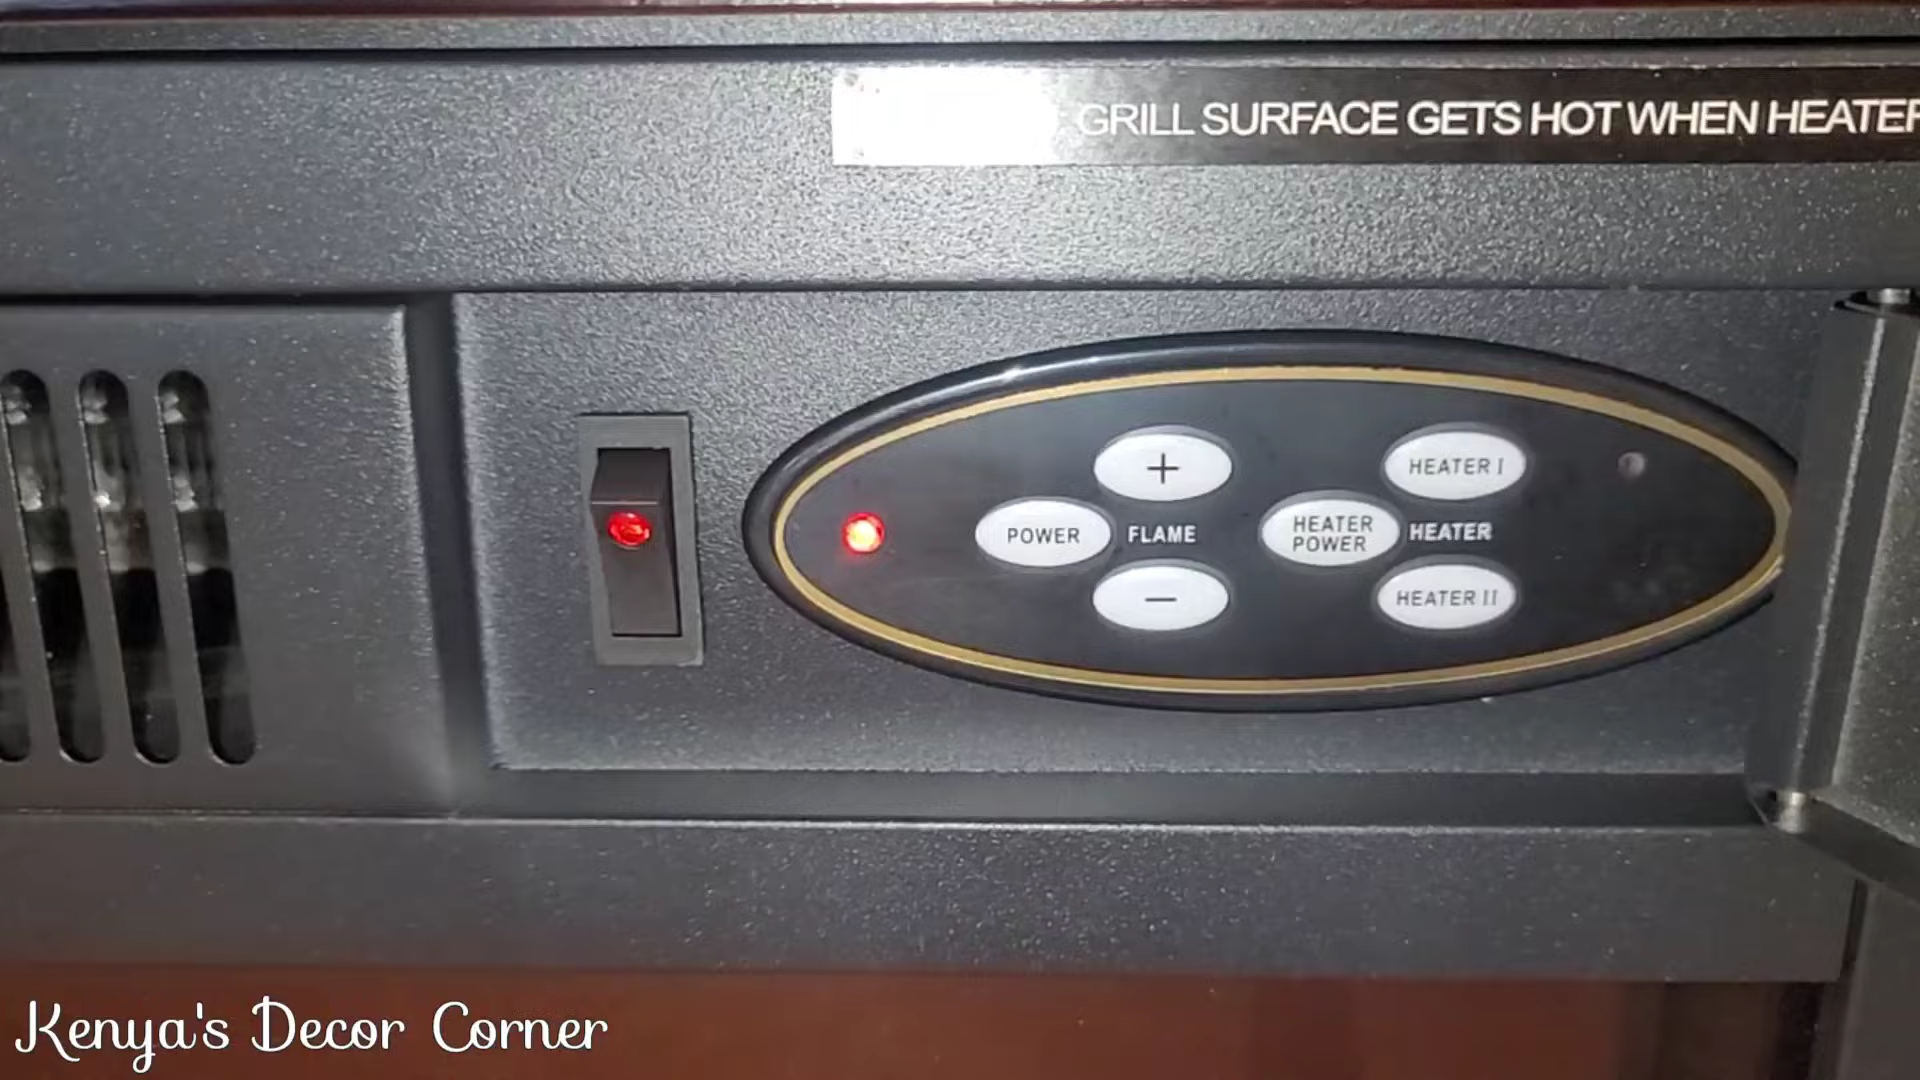 GRILL SURFACE GETS HOT WHEN HEATER
+
HEATER I
POWER
FLAME
HEATER
POWER
HEATER
−
HEATER II
Kenya's Decor Corner